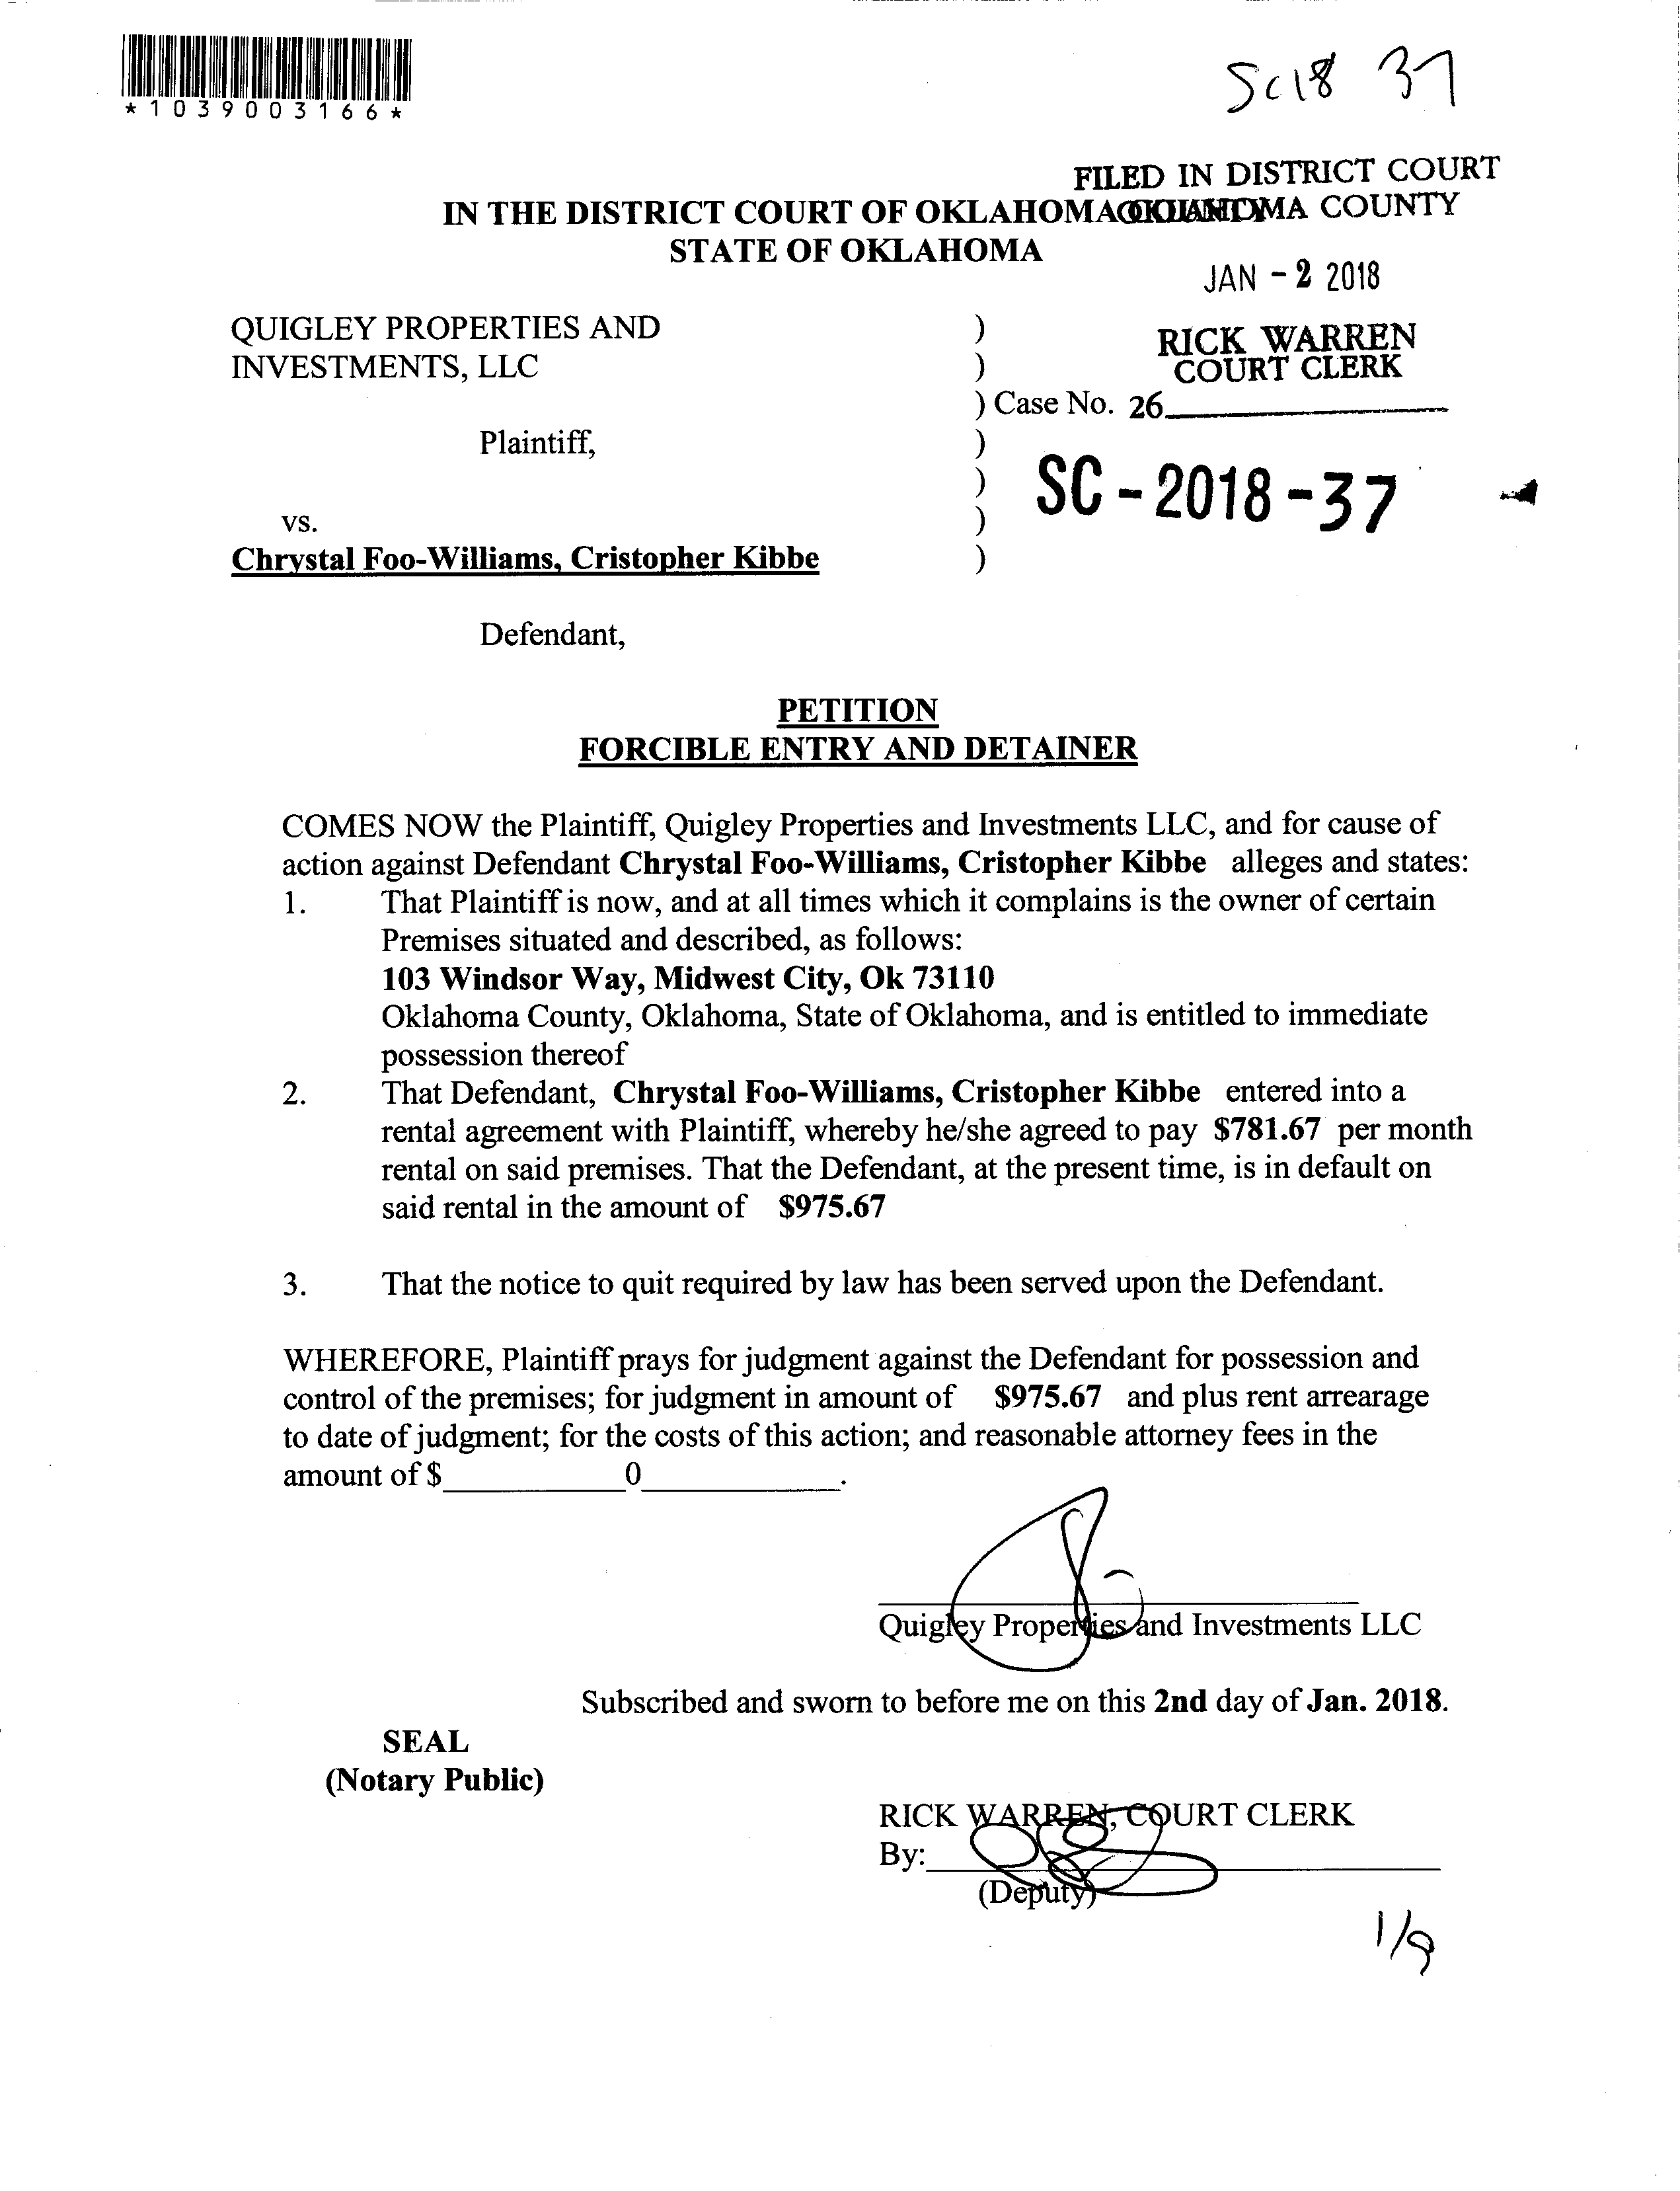 *1039003166*
Sc18 37
FILED IN DISTRICT COURT
IN THE DISTRICT COURT OF OKLAHOMA COUNTY
OKLAHOMA COUNTY
STATE OF OKLAHOMA
JAN - 2 2018
QUIGLEY PROPERTIES AND )
INVESTMENTS, LLC )
RICK WARREN
COURT CLERK
) Case No. 26
Plaintiff, )
)
SC - 2018 - 37
vs. )
Chrystal Foo-Williams, Cristopher Kibbe )
Defendant,
PETITION
FORCIBLE ENTRY AND DETAINER
COMES NOW the Plaintiff, Quigley Properties and Investments LLC, and for cause of
action against Defendant Chrystal Foo-Williams, Cristopher Kibbe alleges and states:
1. That Plaintiff is now, and at all times which it complains is the owner of certain
Premises situated and described, as follows:
103 Windsor Way, Midwest City, Ok 73110
Oklahoma County, Oklahoma, State of Oklahoma, and is entitled to immediate
possession thereof
2. That Defendant, Chrystal Foo-Williams, Cristopher Kibbe entered into a
rental agreement with Plaintiff, whereby he/she agreed to pay $781.67 per month
rental on said premises. That the Defendant, at the present time, is in default on
said rental in the amount of $975.67
3. That the notice to quit required by law has been served upon the Defendant.
WHEREFORE, Plaintiff prays for judgment against the Defendant for possession and
control of the premises; for judgment in amount of $975.67 and plus rent arrearage
to date of judgment; for the costs of this action; and reasonable attorney fees in the
amount of $____________0____________.
Quigley Properties and Investments LLC
Subscribed and sworn to before me on this 2nd day of Jan. 2018.
SEAL
(Notary Public)
RICK WARREN, COURT CLERK
By:
(Deputy)
1/9